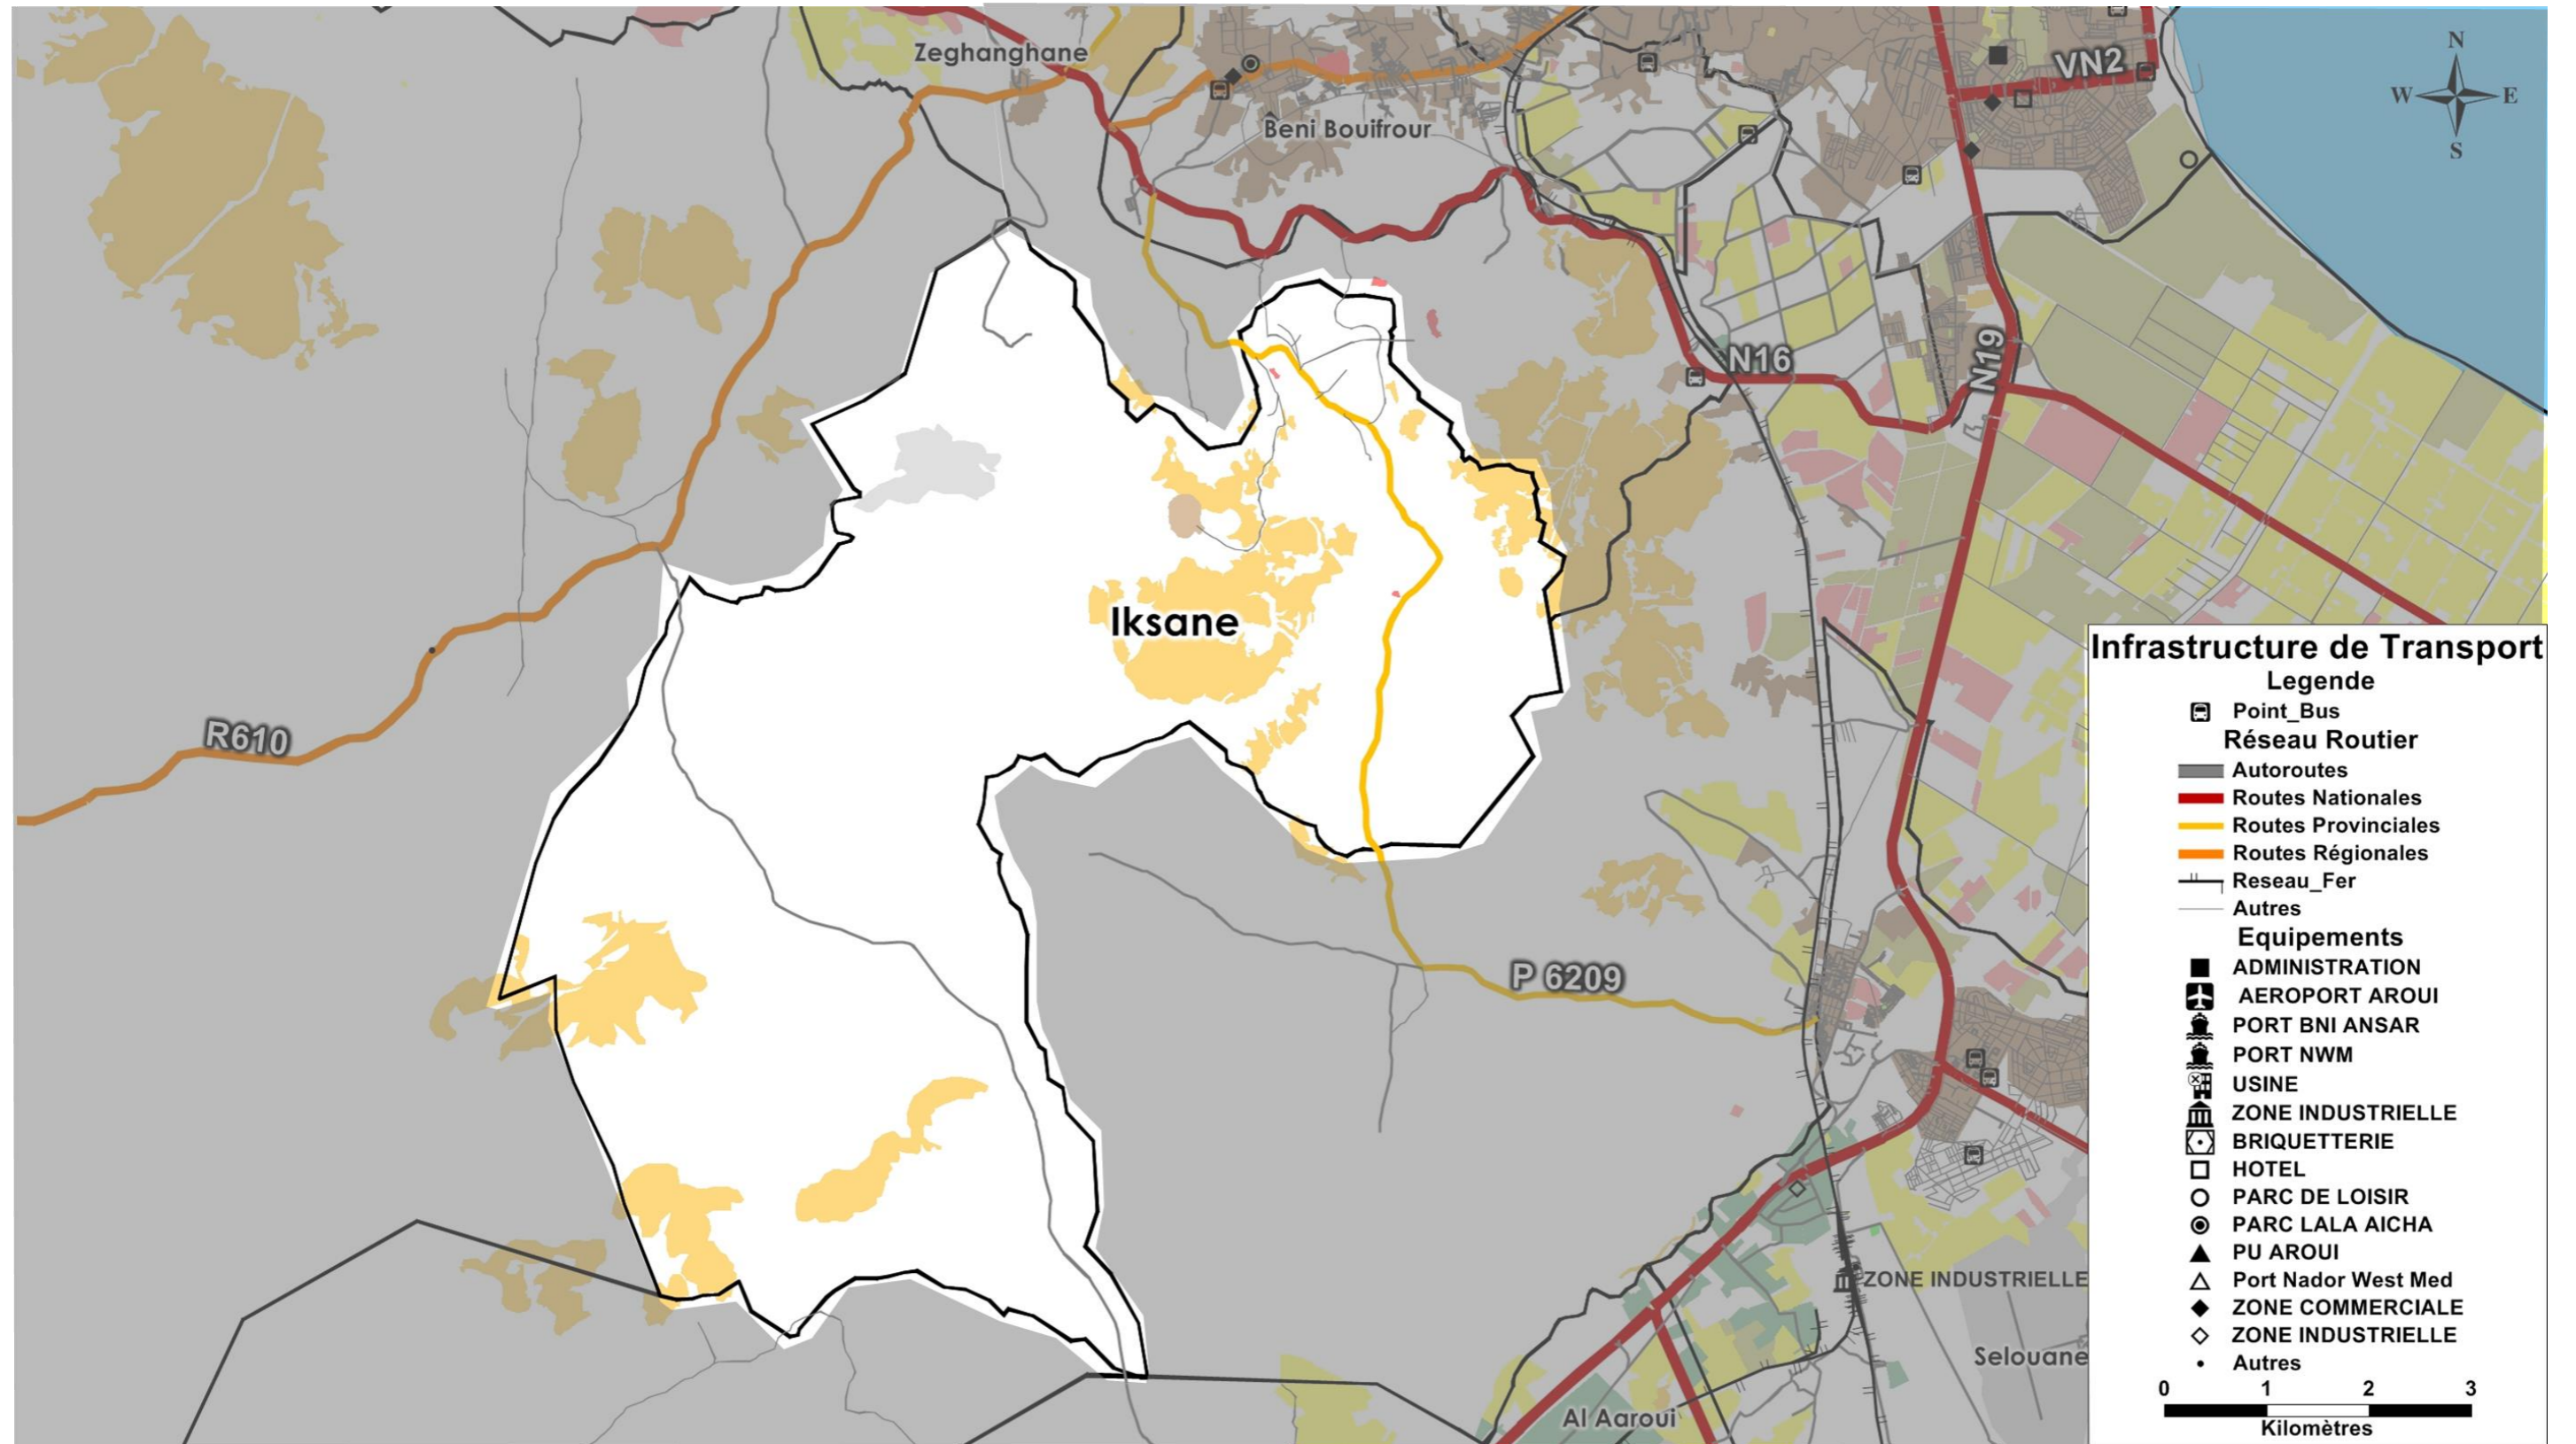 Zeghanghane
VN2
N
W E
S
Beni Bouifrour
N16
N19
Iksane
R610
P 6209
ZONE INDUSTRIELLE
Selouane
Al Aaroui
Infrastructure de Transport
Legende
Point_Bus
Réseau Routier
Autoroutes
Routes Nationales
Routes Provinciales
Routes Régionales
Reseau_Fer
Autres
Equipements
ADMINISTRATION
AEROPORT AROUI
PORT BNI ANSAR
PORT NWM
USINE
ZONE INDUSTRIELLE
BRIQUETTERIE
HOTEL
PARC DE LOISIR
PARC LALA AICHA
PU AROUI
Port Nador West Med
ZONE COMMERCIALE
ZONE INDUSTRIELLE
Autres
0 1 2 3
Kilomètres